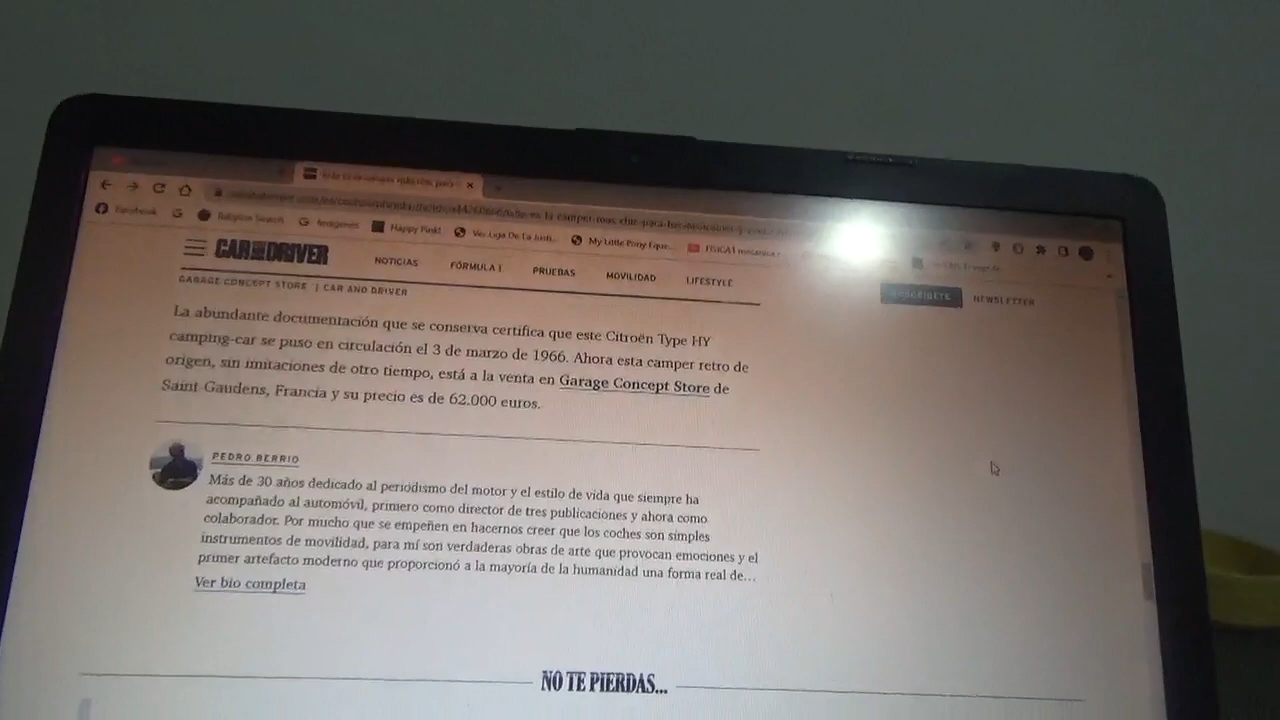 Facebook
Babylon Search
Imágenes
Happy Pink!
Ver Liga De La Justi...
My Little Pony Eque...
CAR AND DRIVER
NOTICIAS
FÓRMULA 1
PRUEBAS
MOVILIDAD
LIFESTYLE
SUSCRÍBETE
NEWSLETTER
GARAGE CONCEPT STORE | CAR AND DRIVER
La abundante documentación que se conserva certifica que este Citroën Type HY
camping-car se puso en circulación el 3 de marzo de 1966. Ahora esta camper retro de
origen, sin imitaciones de otro tiempo, está a la venta en Garage Concept Store de
Saint-Gaudens, Francia y su precio es de 62.000 euros.
PEDRO BERRIO
Más de 30 años dedicado al periodismo del motor y el estilo de vida que siempre ha
acompañado al automóvil, primero como director de tres publicaciones y ahora como
colaborador. Por mucho que se empeñen en hacernos creer que los coches son simples
instrumentos de movilidad, para mí son verdaderas obras de arte que provocan emociones y el
primer artefacto moderno que proporcionó a la mayoría de la humanidad una forma real de...
Ver bio completa
NO TE PIERDAS...